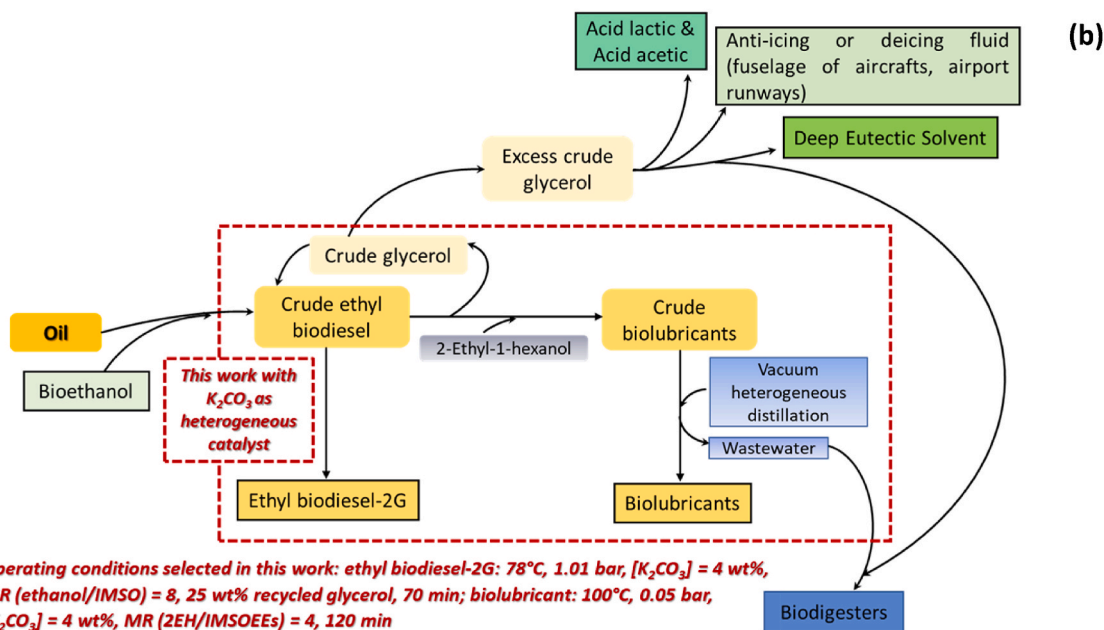 (b)
Acid lactic &
Acid acetic
Anti-icing or deicing fluid
(fuselage of aircrafts, airport
runways)
Deep Eutectic Solvent
Excess crude
glycerol
Crude glycerol
Crude ethyl
biodiesel
Crude
biolubricants
Oil
2-Ethyl-1-hexanol
Bioethanol
This work with
K₂CO₃ as
heterogeneous
catalyst
Vacuum
heterogeneous
distillation
Wastewater
Ethyl biodiesel-2G
Biolubricants
perating conditions selected in this work: ethyl biodiesel-2G: 78°C, 1.01 bar, [K₂CO₃] = 4 wt%,
R (ethanol/IMSO) = 8, 25 wt% recycled glycerol, 70 min; biolubricant: 100°C, 0.05 bar,
₂CO₃] = 4 wt%, MR (2EH/IMSOEEs) = 4, 120 min
Biodigesters